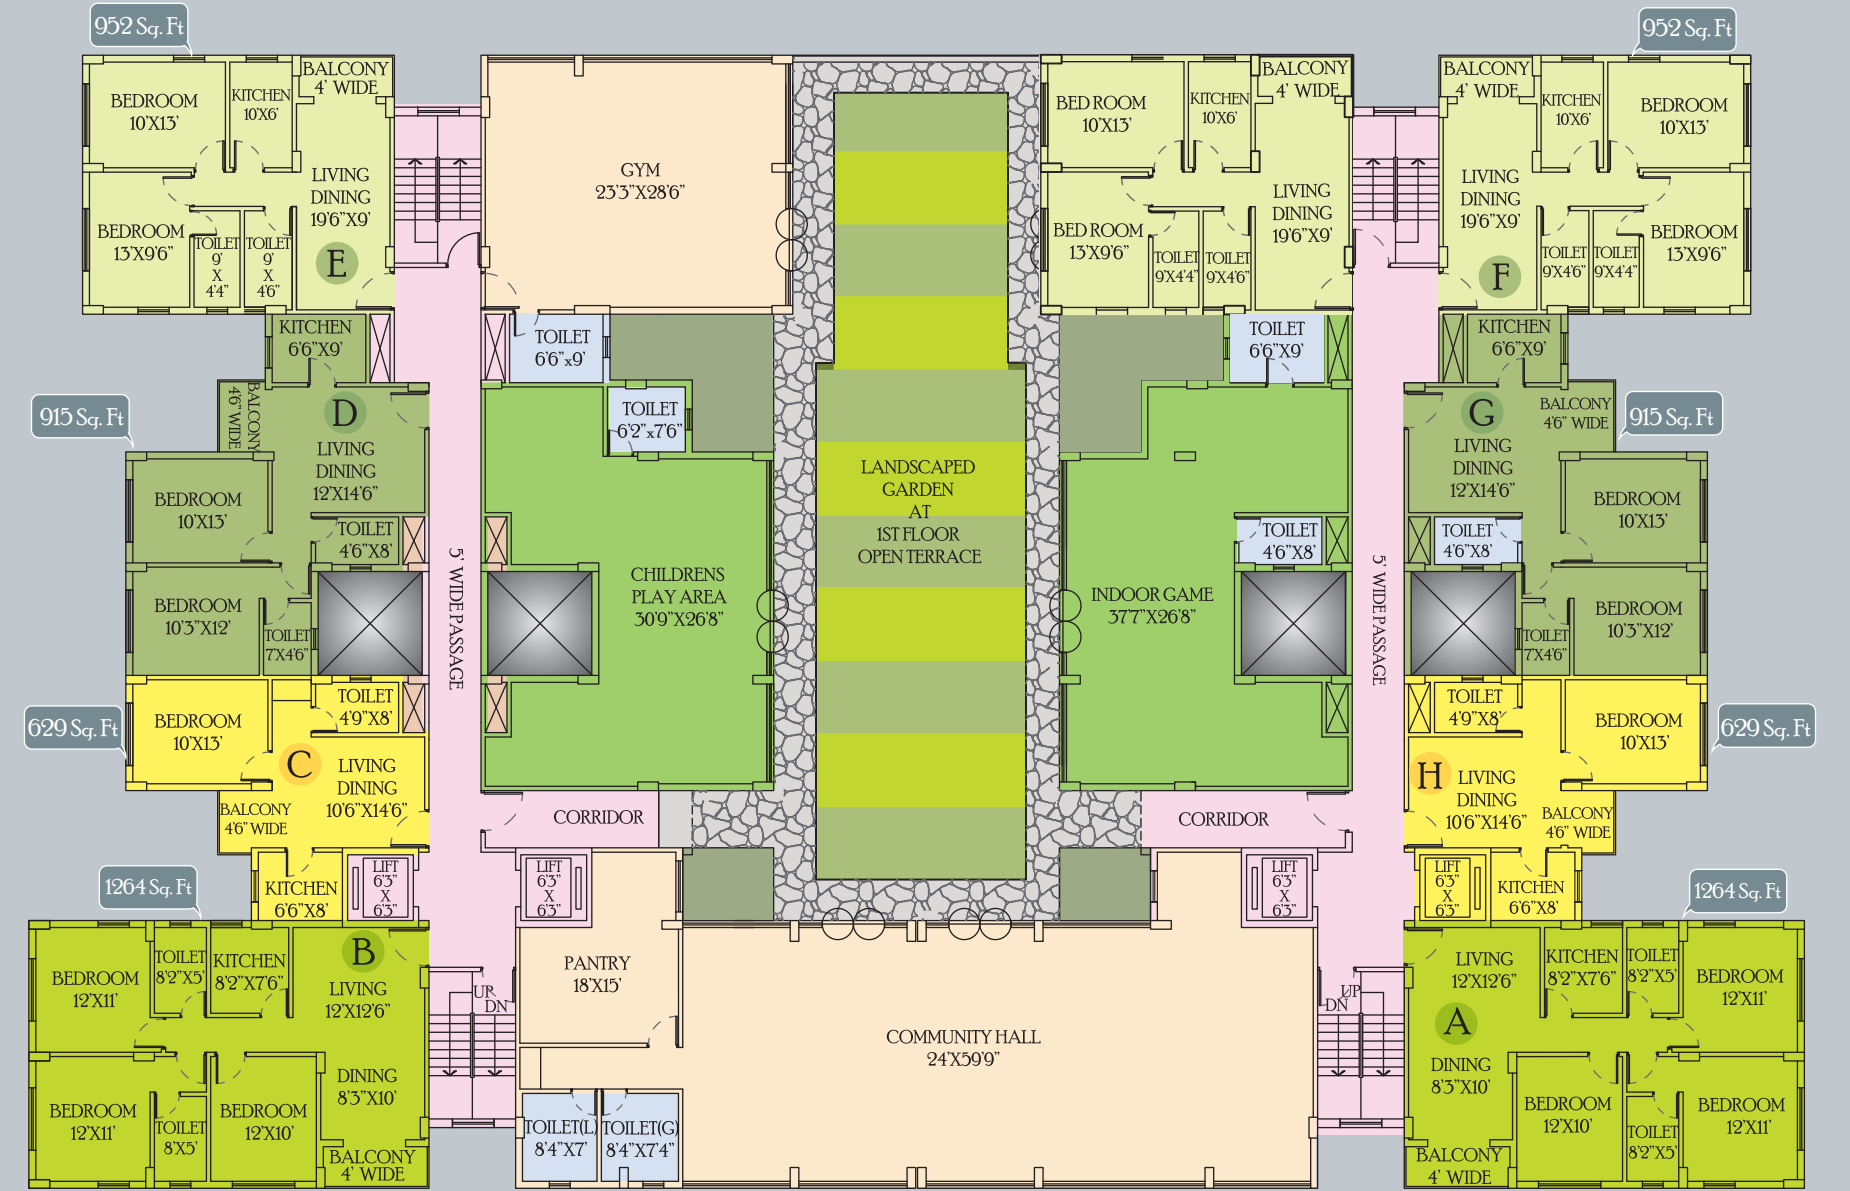 952 Sq. Ft
952 Sq. Ft
BEDROOM
10'X13'
KITCHEN
10'X6'
BALCONY
4' WIDE
LIVING
DINING
19'6"X9'
BEDROOM
13'X9'6"
TOILET
9'
X
4'4"
TOILET
9'
X
4'6"
E
GYM
23'3"X28'6"
BED ROOM
10'X13'
KITCHEN
10'X6'
BALCONY
4' WIDE
LIVING
DINING
19'6"X9'
BED ROOM
13'X9'6"
TOILET
9'X4'4"
TOILET
9'X4'6"
BALCONY
4' WIDE
KITCHEN
10'X6'
BEDROOM
10'X13'
LIVING
DINING
19'6"X9'
F
TOILET
9'X4'6"
TOILET
9'X4'4"
BEDROOM
13'X9'6"
KITCHEN
6'6"X9'
TOILET
6'6"x9'
TOILET
6'6"X9'
KITCHEN
6'6"X9'
915 Sq. Ft
BALCONY
4'6" WIDE
D
LIVING
DINING
12'X14'6"
BEDROOM
10'X13'
TOILET
4'6"X8'
BEDROOM
10'3"X12'
TOILET
7'X4'6"
5' WIDE PASSAGE
TOILET
6'2"x7'6"
CHILDRENS
PLAY AREA
30'9"X26'8"
LANDSCAPED
GARDEN
AT
1ST FLOOR
OPEN TERRACE
INDOOR GAME
37'7"X26'8"
TOILET
4'6"X8'
5' WIDE PASSAGE
G
BALCONY
4'6" WIDE
915 Sq. Ft
LIVING
DINING
12'X14'6"
BEDROOM
10'X13'
TOILET
4'6"X8'
BEDROOM
10'3"X12'
TOILET
7'X4'6"
629 Sq. Ft
BEDROOM
10'X13'
TOILET
4'9"X8'
C
LIVING
DINING
10'6"X14'6"
BALCONY
4'6" WIDE
KITCHEN
6'6"X8'
LIFT
6'3"
X
6'3"
CORRIDOR
LIFT
6'3"
X
6'3"
CORRIDOR
LIFT
6'3"
X
6'3"
TOILET
4'9"X8'
BEDROOM
10'X13'
629 Sq. Ft
H
LIVING
DINING
10'6"X14'6"
BALCONY
4'6" WIDE
LIFT
6'3"
X
6'3"
KITCHEN
6'6"X8'
1264 Sq. Ft
1264 Sq. Ft
BEDROOM
12'X11'
TOILET
8'2"X5'
KITCHEN
8'2"X7'6"
B
LIVING
12'X12'6"
DINING
8'3"X10'
BEDROOM
12'X11'
TOILET
8'X5'
BEDROOM
12'X10'
BALCONY
4' WIDE
UP
DN
PANTRY
18'X15'
COMMUNITY HALL
24'X59'9"
TOILET(L)
8'4"X7'
TOILET(G)
8'4"X7'4"
UP
DN
LIVING
12'X12'6"
KITCHEN
8'2"X7'6"
TOILET
8'2"X5'
BEDROOM
12'X11'
A
DINING
8'3"X10'
BEDROOM
12'X10'
TOILET
8'2"X5'
BEDROOM
12'X11'
BALCONY
4' WIDE